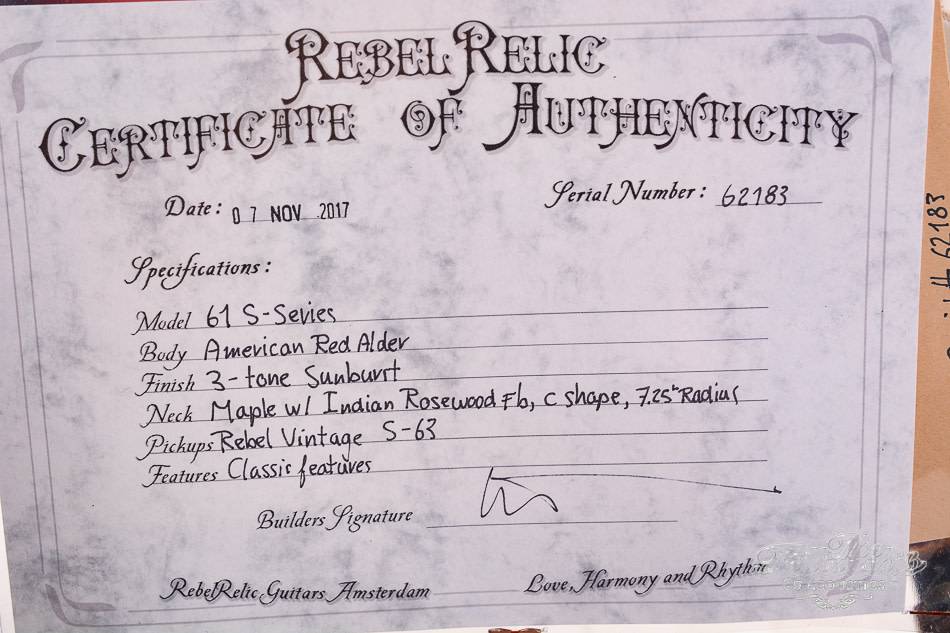 REBELRELIC
CERTIFICATE OF AUTHENTICITY
Date: 07 NOV 2017
Serial Number: 62183
Specifications:
Model 61 S-Series
Body American Red Alder
Finish 3-tone Sunburst
Neck Maple w/ Indian Rosewood Fb, C shape, 7.25" Radius
Pickups Rebel Vintage S-63
Features Classic features
Builders Signature
RebelRelic Guitars Amsterdam
Love, Harmony and Rhythm
# 62183